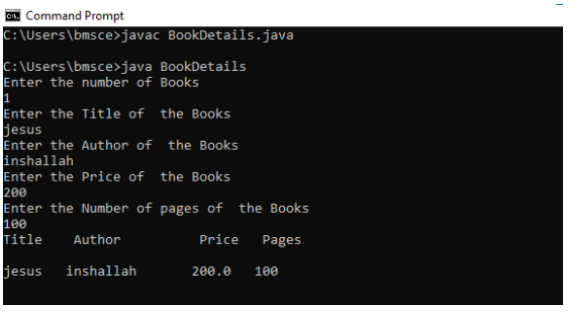 Command Prompt
C:\Users\bmsce>javac BookDetails.java
C:\Users\bmsce>java BookDetails
Enter the number of Books
1
Enter the Title of  the Books
jesus
Enter the Author of  the Books
inshallah
Enter the Price of  the Books
200
Enter the Number of pages of  the Books
100
Title    Author          Price   Pages
jesus   inshallah       200.0   100